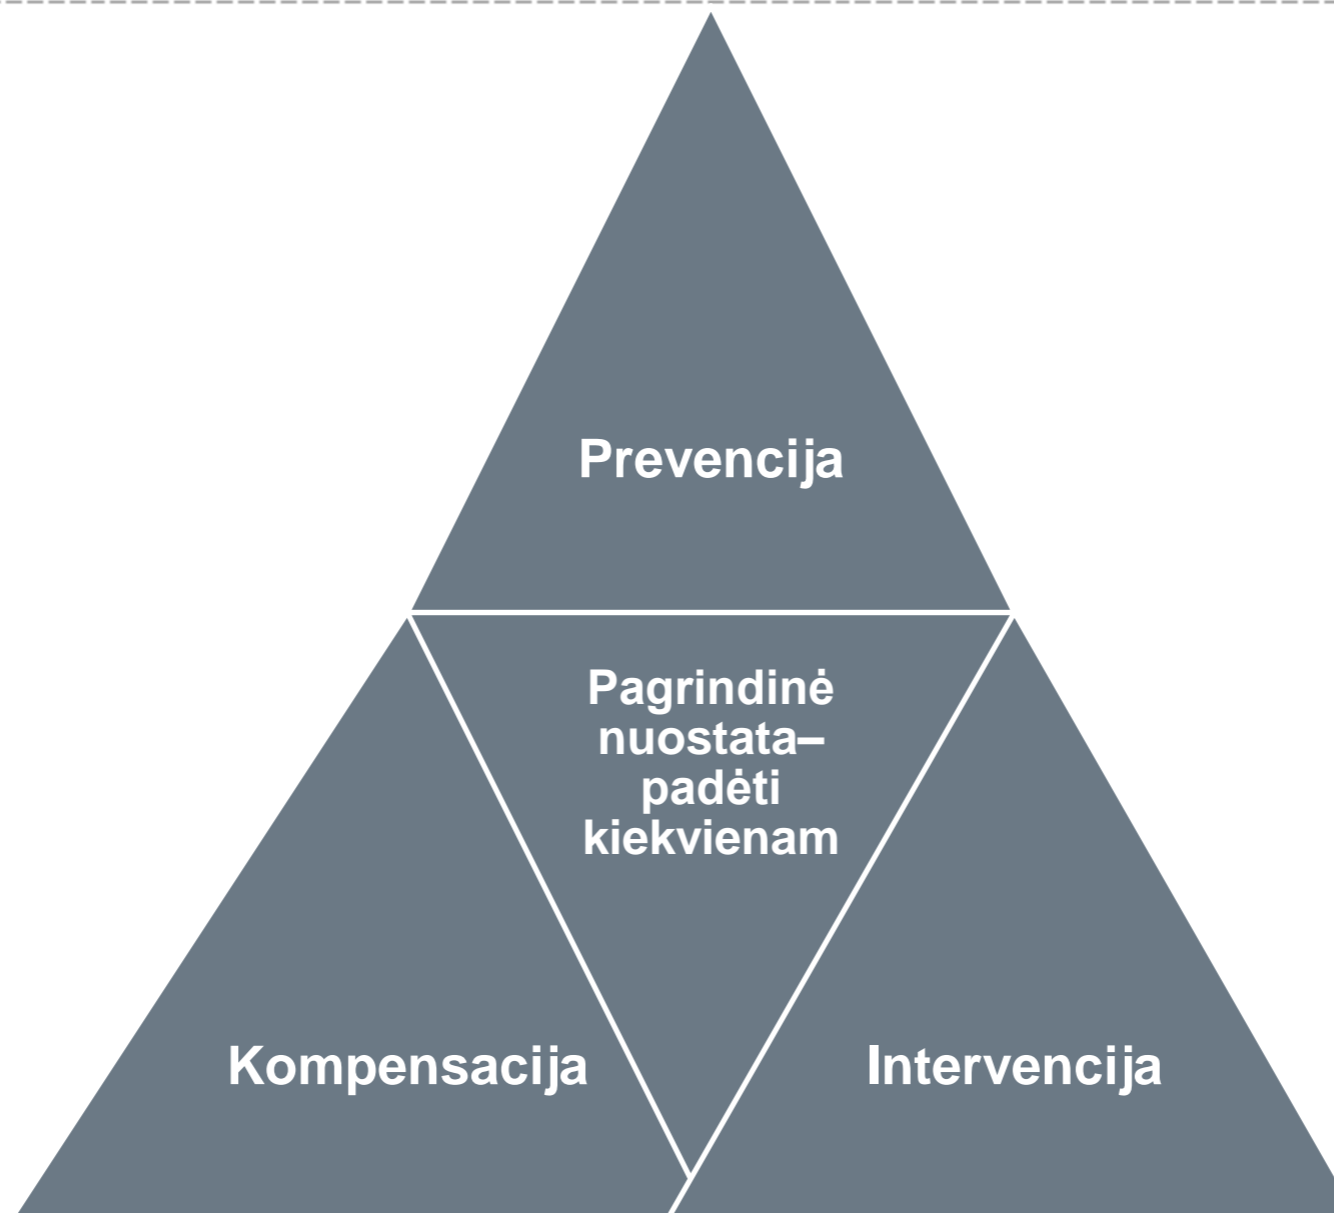 Prevencija
Pagrindinė
nuostata–
padėti
kiekvienam
Kompensacija
Intervencija